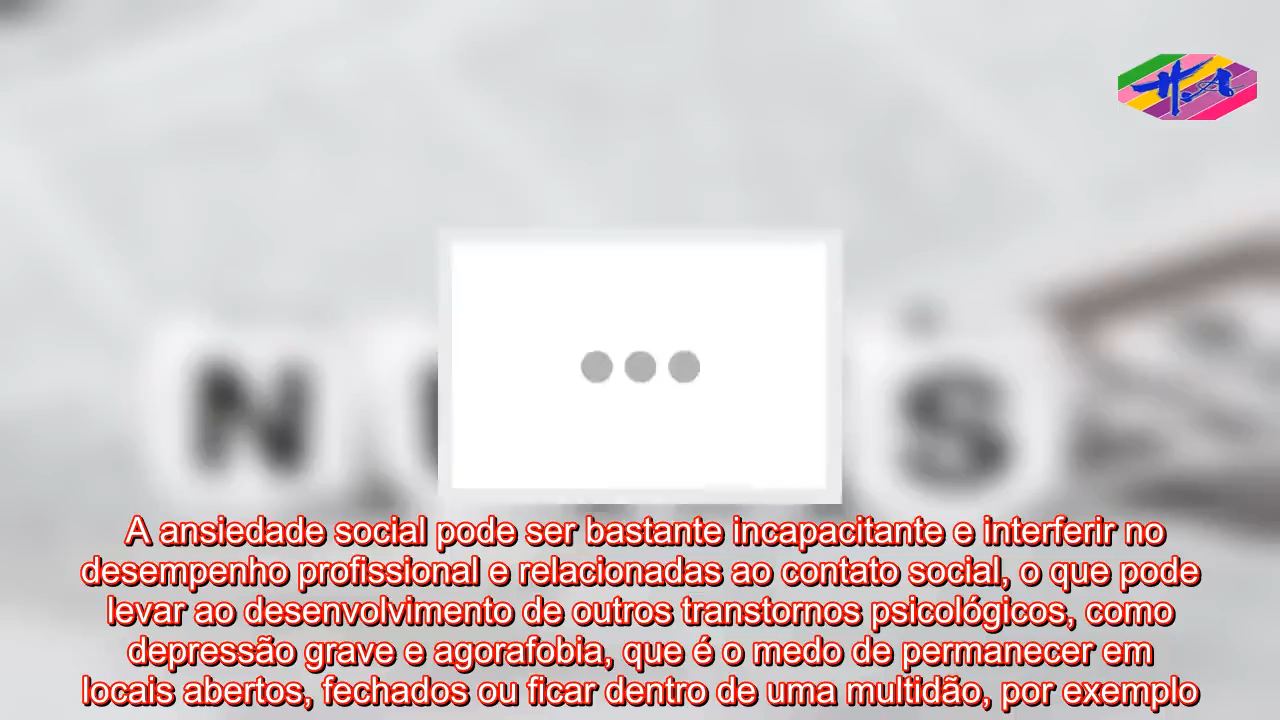 N S
A ansiedade social pode ser bastante incapacitante e interferir no
desempenho profissional e relacionadas ao contato social, o que pode
levar ao desenvolvimento de outros transtornos psicológicos, como
depressão grave e agorafobia, que é o medo de permanecer em
locais abertos, fechados ou ficar dentro de uma multidão, por exemplo